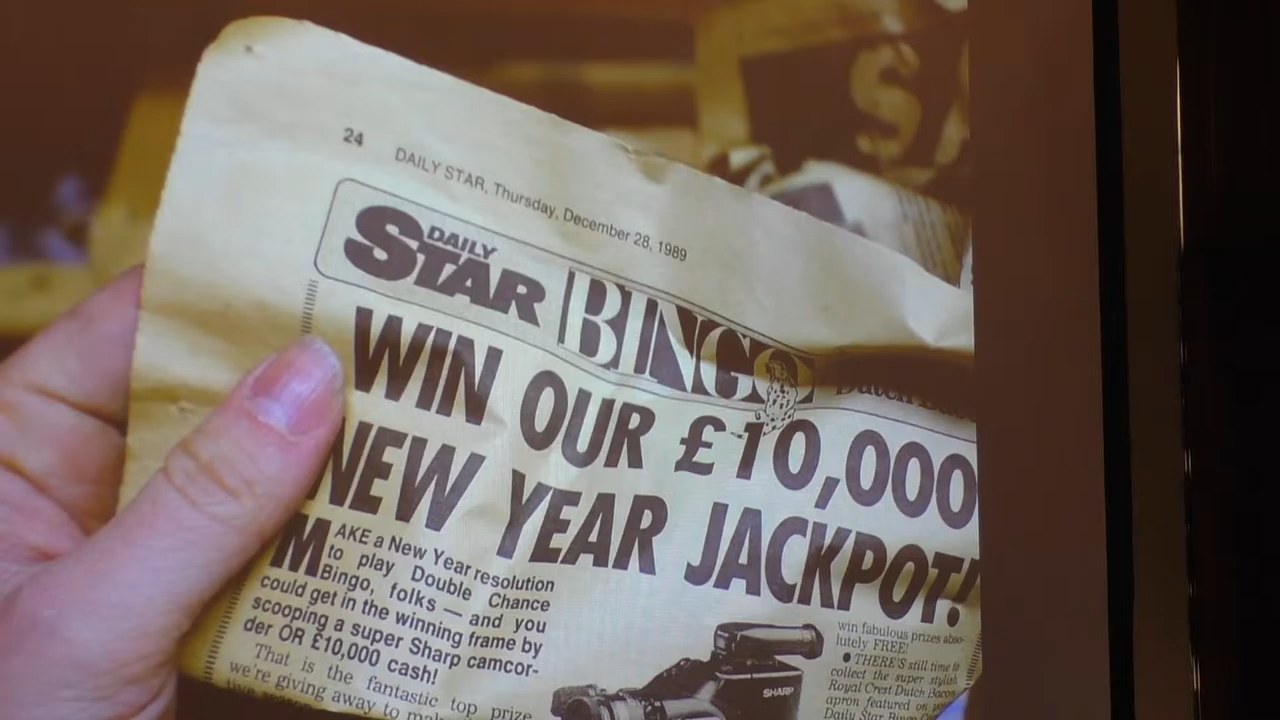 24 DAILY STAR, Thursday, December 28, 1989
DAILY
STAR BINGO
WIN OUR £10,000
NEW YEAR JACKPOT!
MAKE a New Year resolution
to play Double Chance
Bingo, folks — and you
could get in the winning frame by
scooping a super Sharp camcor-
der OR £10,000 cash!
That is the fantastic top prize
we're giving away to
SHARP
win fabulous prizes abso-
lutely FREE!
● THERE'S still time to
collect the super stylish
Royal Crest Dutch Bacon
apron featured on
Daily Star Bingo
S